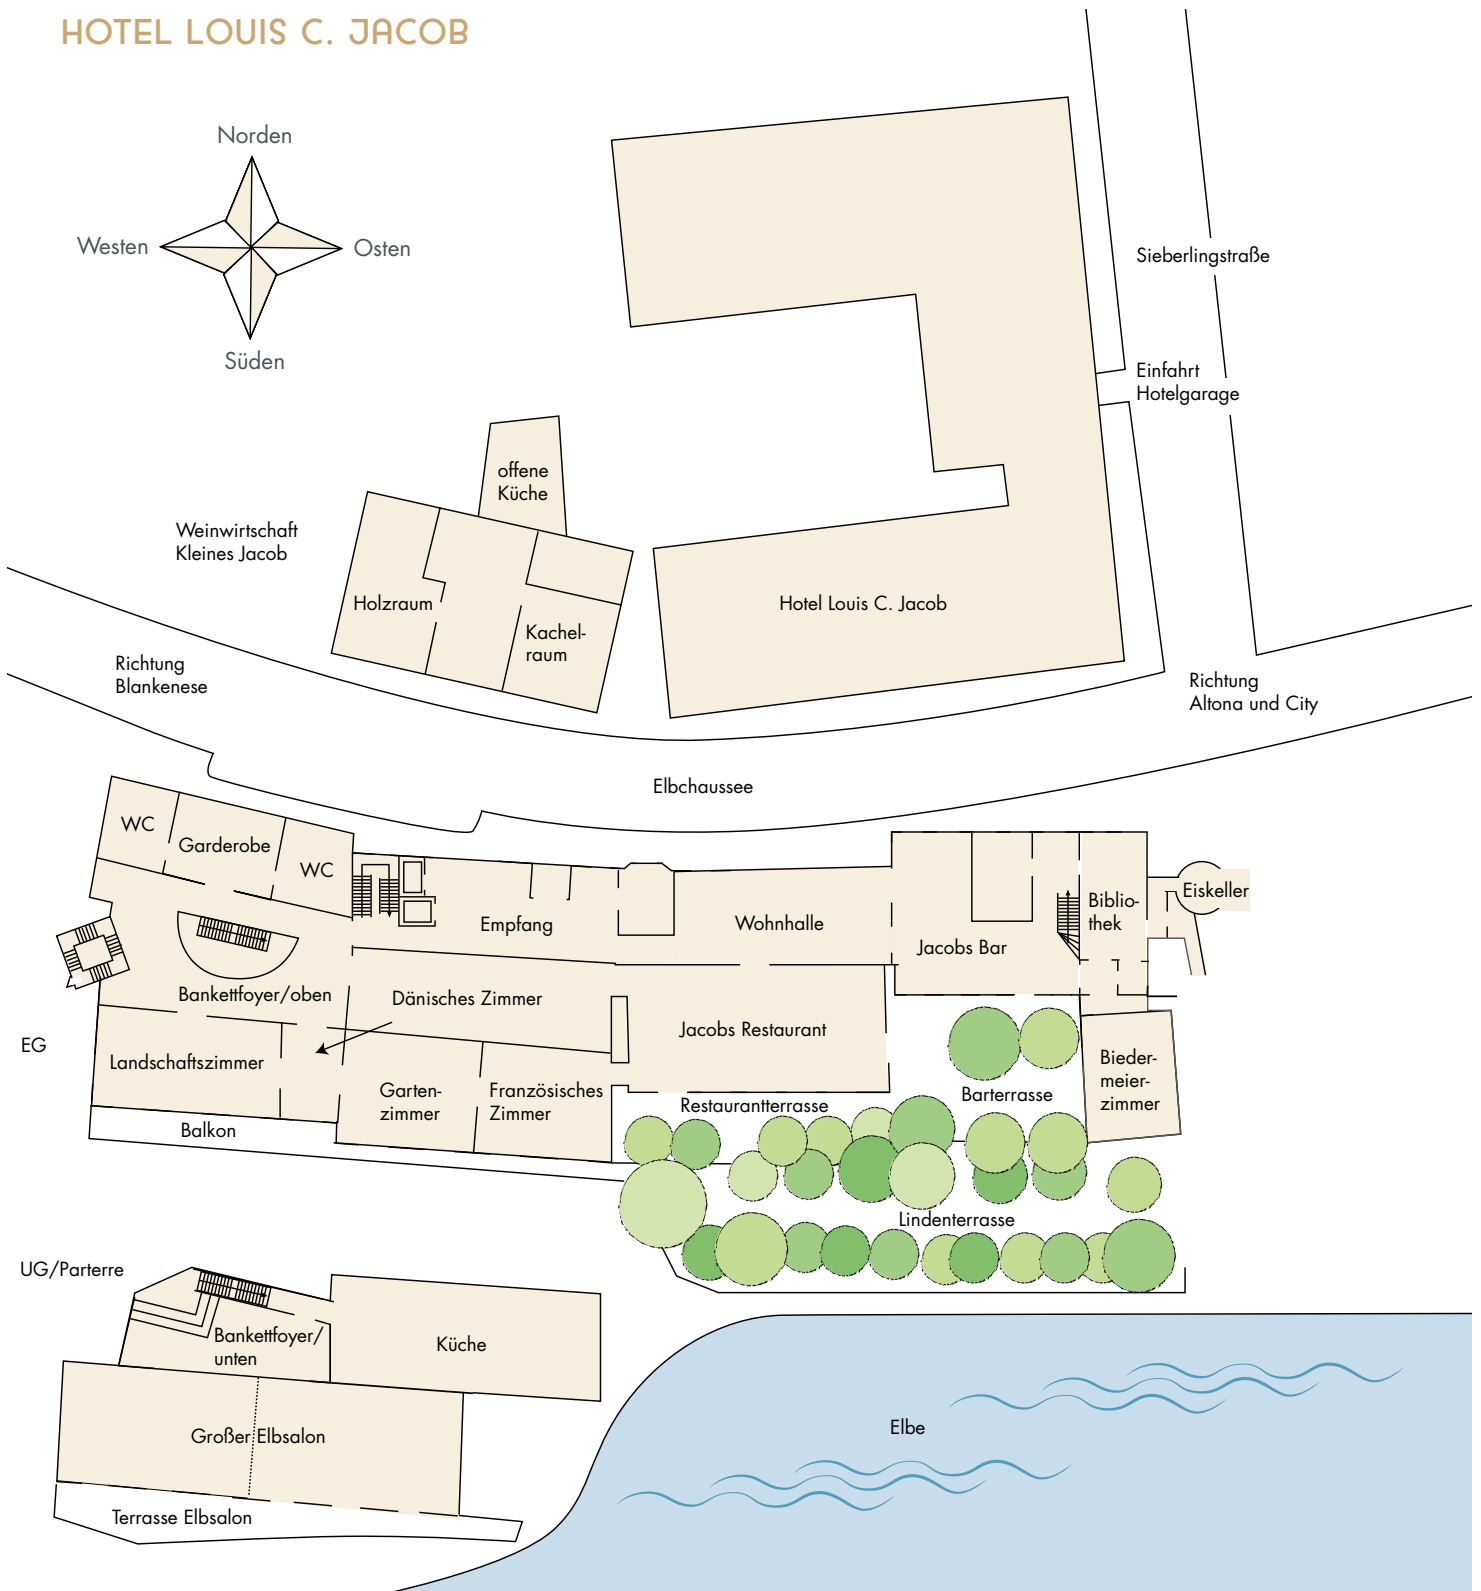 HOTEL LOUIS C. JACOB
Norden
Westen
Osten
Süden
Sieberlingstraße
Einfahrt
Hotelgarage
offene
Küche
Weinwirtschaft
Kleines Jacob
Holzraum
Kachel-
raum
Hotel Louis C. Jacob
Richtung
Blankenese
Richtung
Altona und City
Elbchaussee
WC
Garderobe
WC
Empfang
Wohnhalle
Jacobs Bar
Biblio-
thek
Eiskeller
Bankettfoyer/oben
Dänisches Zimmer
Jacobs Restaurant
EG
Landschaftszimmer
Garten-
zimmer
Französisches
Zimmer
Bieder-
meier-
zimmer
Balkon
Restaurantterrasse
Barterrasse
Lindenterrasse
UG/Parterre
Bankettfoyer/
unten
Küche
Großer Elbsalon
Terrasse Elbsalon
Elbe